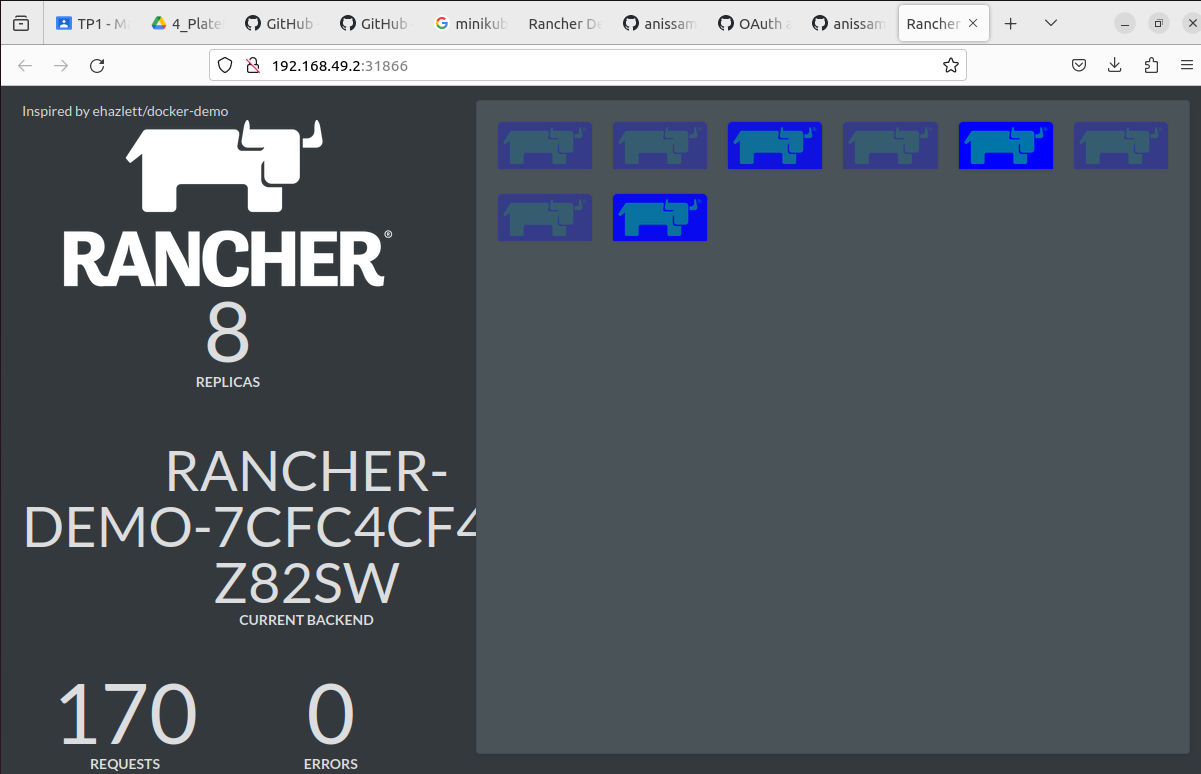 TP1 - M
4_Plate
GitHub
GitHub
minikub
Rancher De
anissam
OAuth a
anissam
Rancher
192.168.49.2:31866
Inspired by ehazlett/docker-demo
RANCHER®
8
REPLICAS
RANCHER-
DEMO-7CFC4CF4
Z82SW
CURRENT BACKEND
170
REQUESTS
0
ERRORS